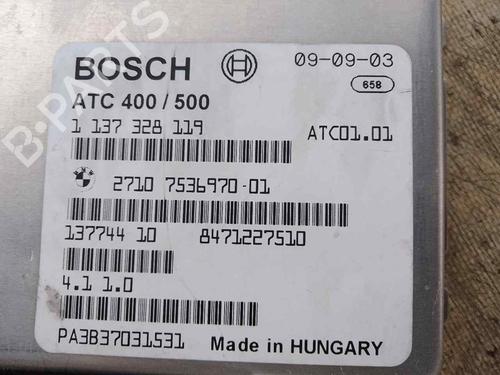 BOSCH 09-09-03
658
ATC 400 / 500
1 137 328 119 ATC01.01
2710 7536970-01
137744 10 8471227510
4.1 1.0
PA3B37031531 Made in HUNGARY
B-PARTS